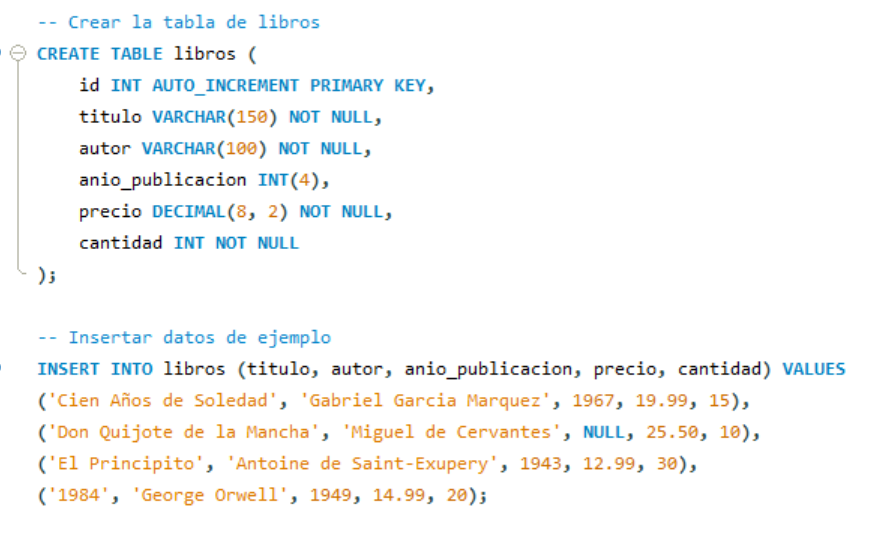 -- Crear la tabla de libros
CREATE TABLE libros (
id INT AUTO_INCREMENT PRIMARY KEY,
titulo VARCHAR(150) NOT NULL,
autor VARCHAR(100) NOT NULL,
anio_publicacion INT(4),
precio DECIMAL(8, 2) NOT NULL,
cantidad INT NOT NULL
);
-- Insertar datos de ejemplo
INSERT INTO libros (titulo, autor, anio_publicacion, precio, cantidad) VALUES
('Cien Años de Soledad', 'Gabriel Garcia Marquez', 1967, 19.99, 15),
('Don Quijote de la Mancha', 'Miguel de Cervantes', NULL, 25.50, 10),
('El Principito', 'Antoine de Saint-Exupery', 1943, 12.99, 30),
('1984', 'George Orwell', 1949, 14.99, 20);